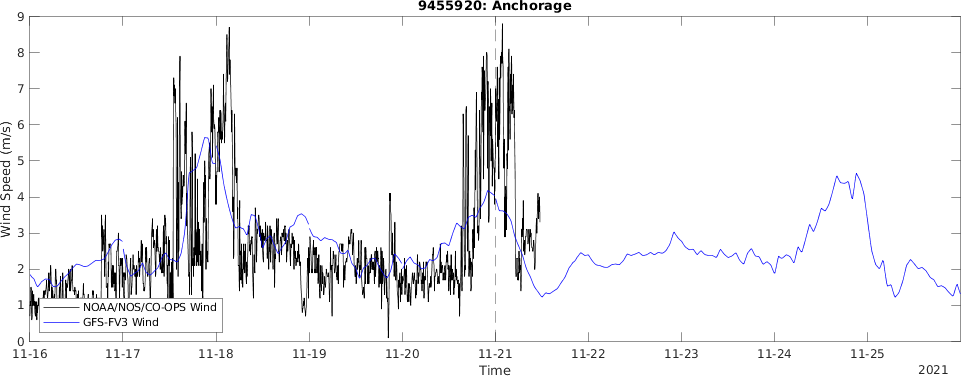 9455920: Anchorage
9
8
7
6
5
4
3
2
1
0
Wind Speed (m/s)
NOAA/NOS/CO-OPS Wind
GFS-FV3 Wind
11-16 11-17 11-18 11-19 11-20 11-21 11-22 11-23 11-24 11-25
Time
2021